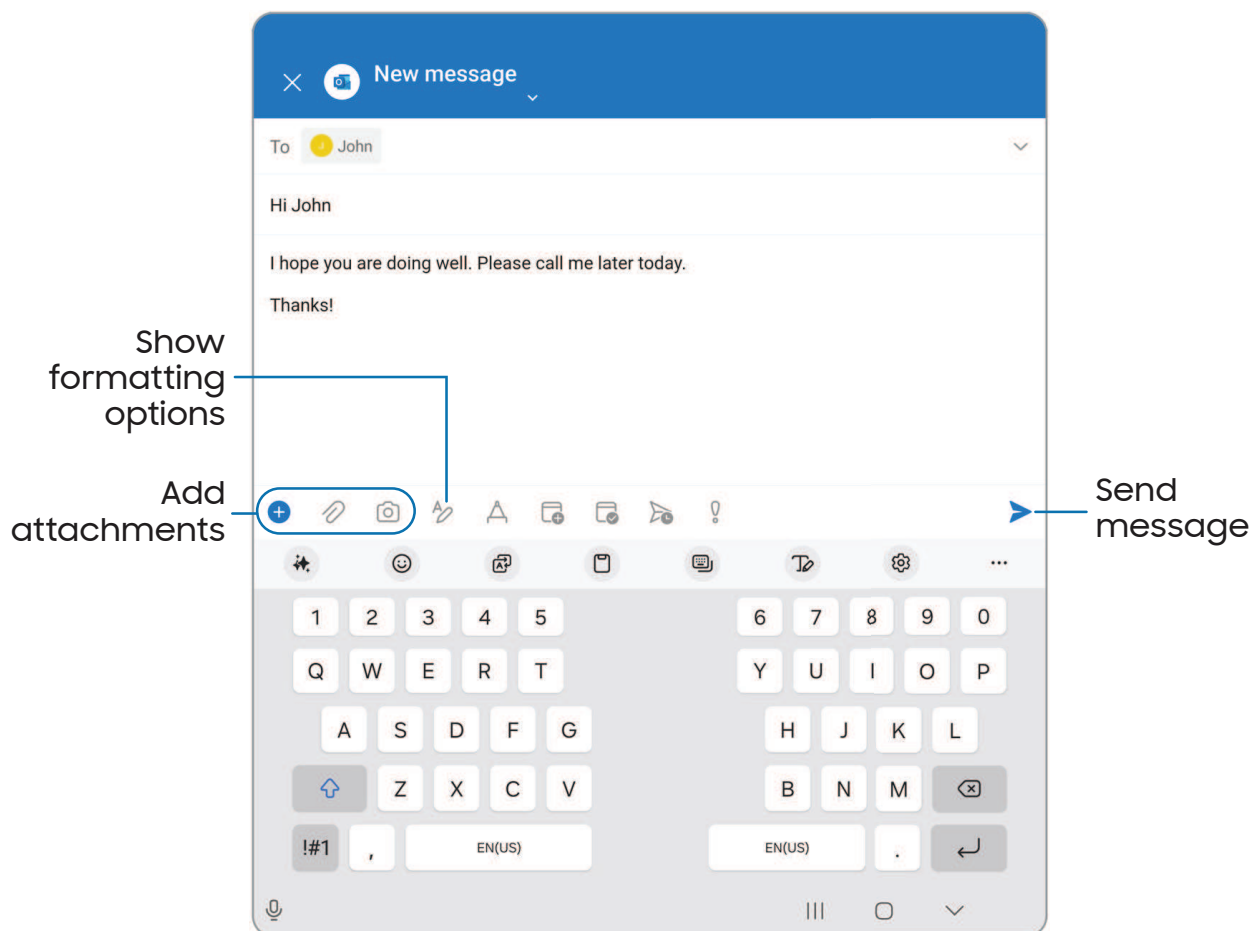 New message
To John
Hi John
I hope you are doing well. Please call me later today.
Thanks!
Show
formatting
options
Add
attachments
Send
message
1 2 3 4 5 6 7 8 9 0
Q W E R T Y U I O P
A S D F G H J K L
Z X C V B N M
!#1 , EN(US) EN(US) .